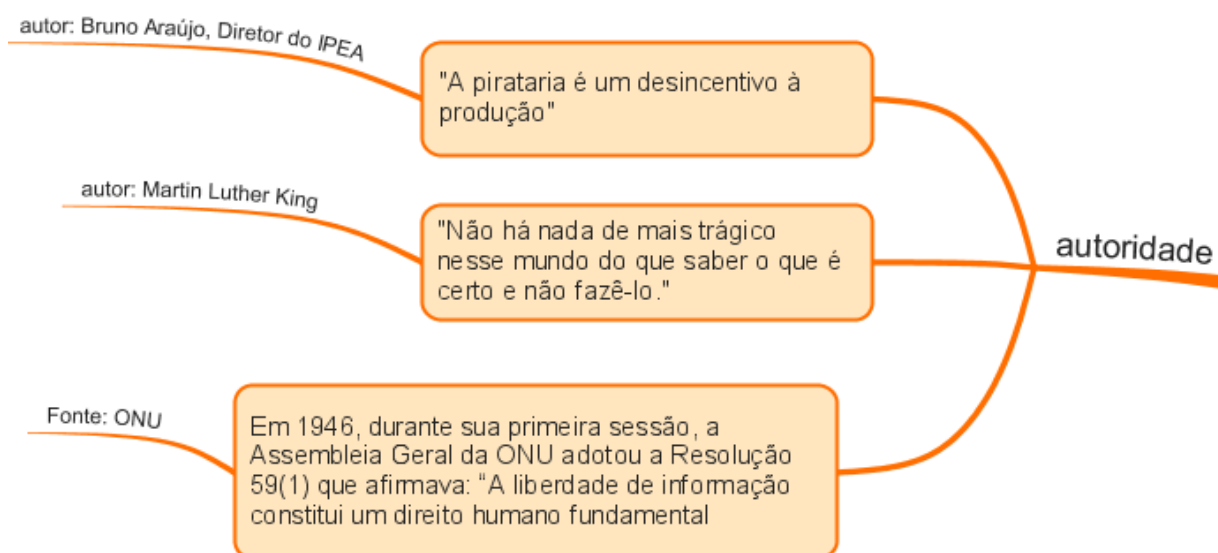 autor: Bruno Araújo, Diretor do IPEA
"A pirataria é um desincentivo à
produção"
autor: Martin Luther King
"Não há nada de mais trágico
nesse mundo do que saber o que é
certo e não fazê-lo."
autoridade
Fonte: ONU
Em 1946, durante sua primeira sessão, a
Assembleia Geral da ONU adotou a Resolução
59(1) que afirmava: “A liberdade de informação
constitui um direito humano fundamental